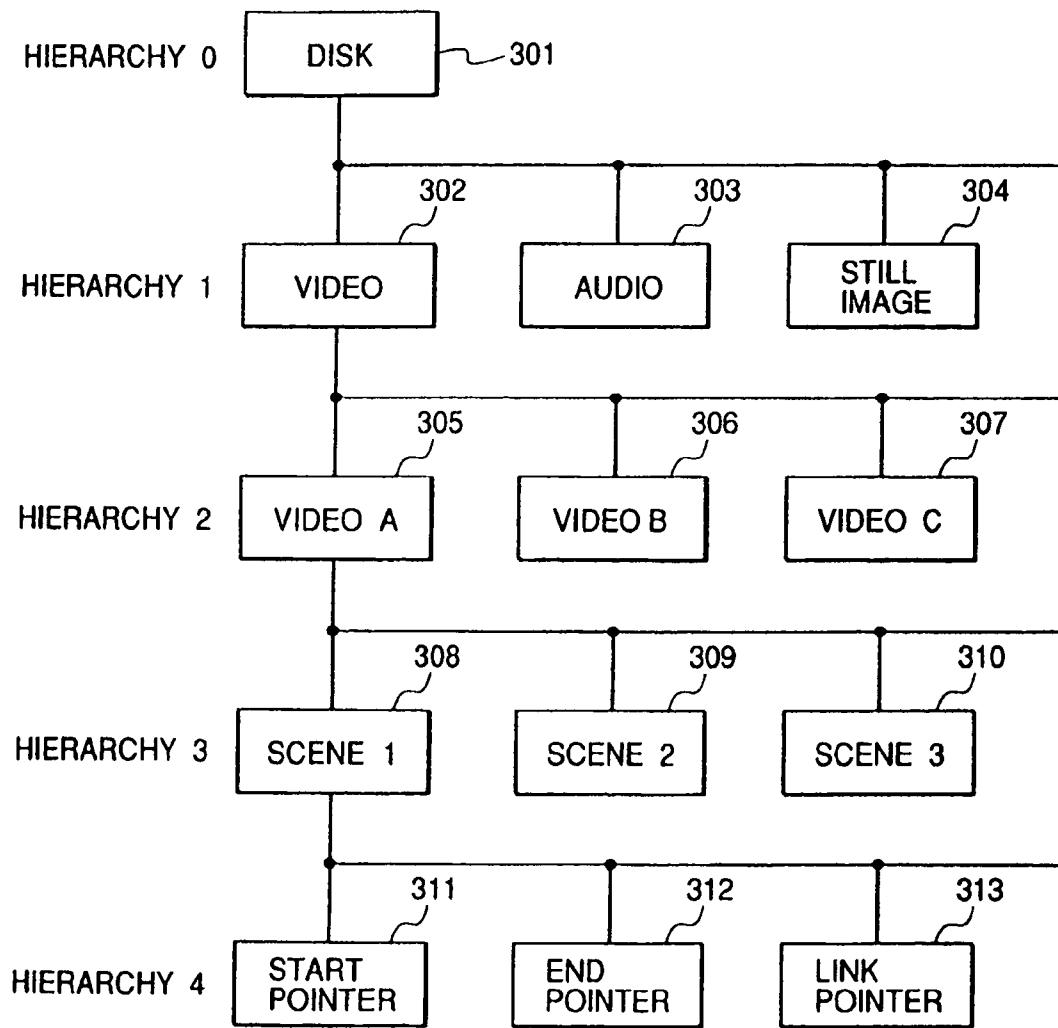 HIERARCHY 0
DISK
301
302
303
304
HIERARCHY 1
VIDEO
AUDIO
STILL
IMAGE
305
306
307
HIERARCHY 2
VIDEO A
VIDEO B
VIDEO C
308
309
310
HIERARCHY 3
SCENE 1
SCENE 2
SCENE 3
311
312
313
HIERARCHY 4
START
POINTER
END
POINTER
LINK
POINTER